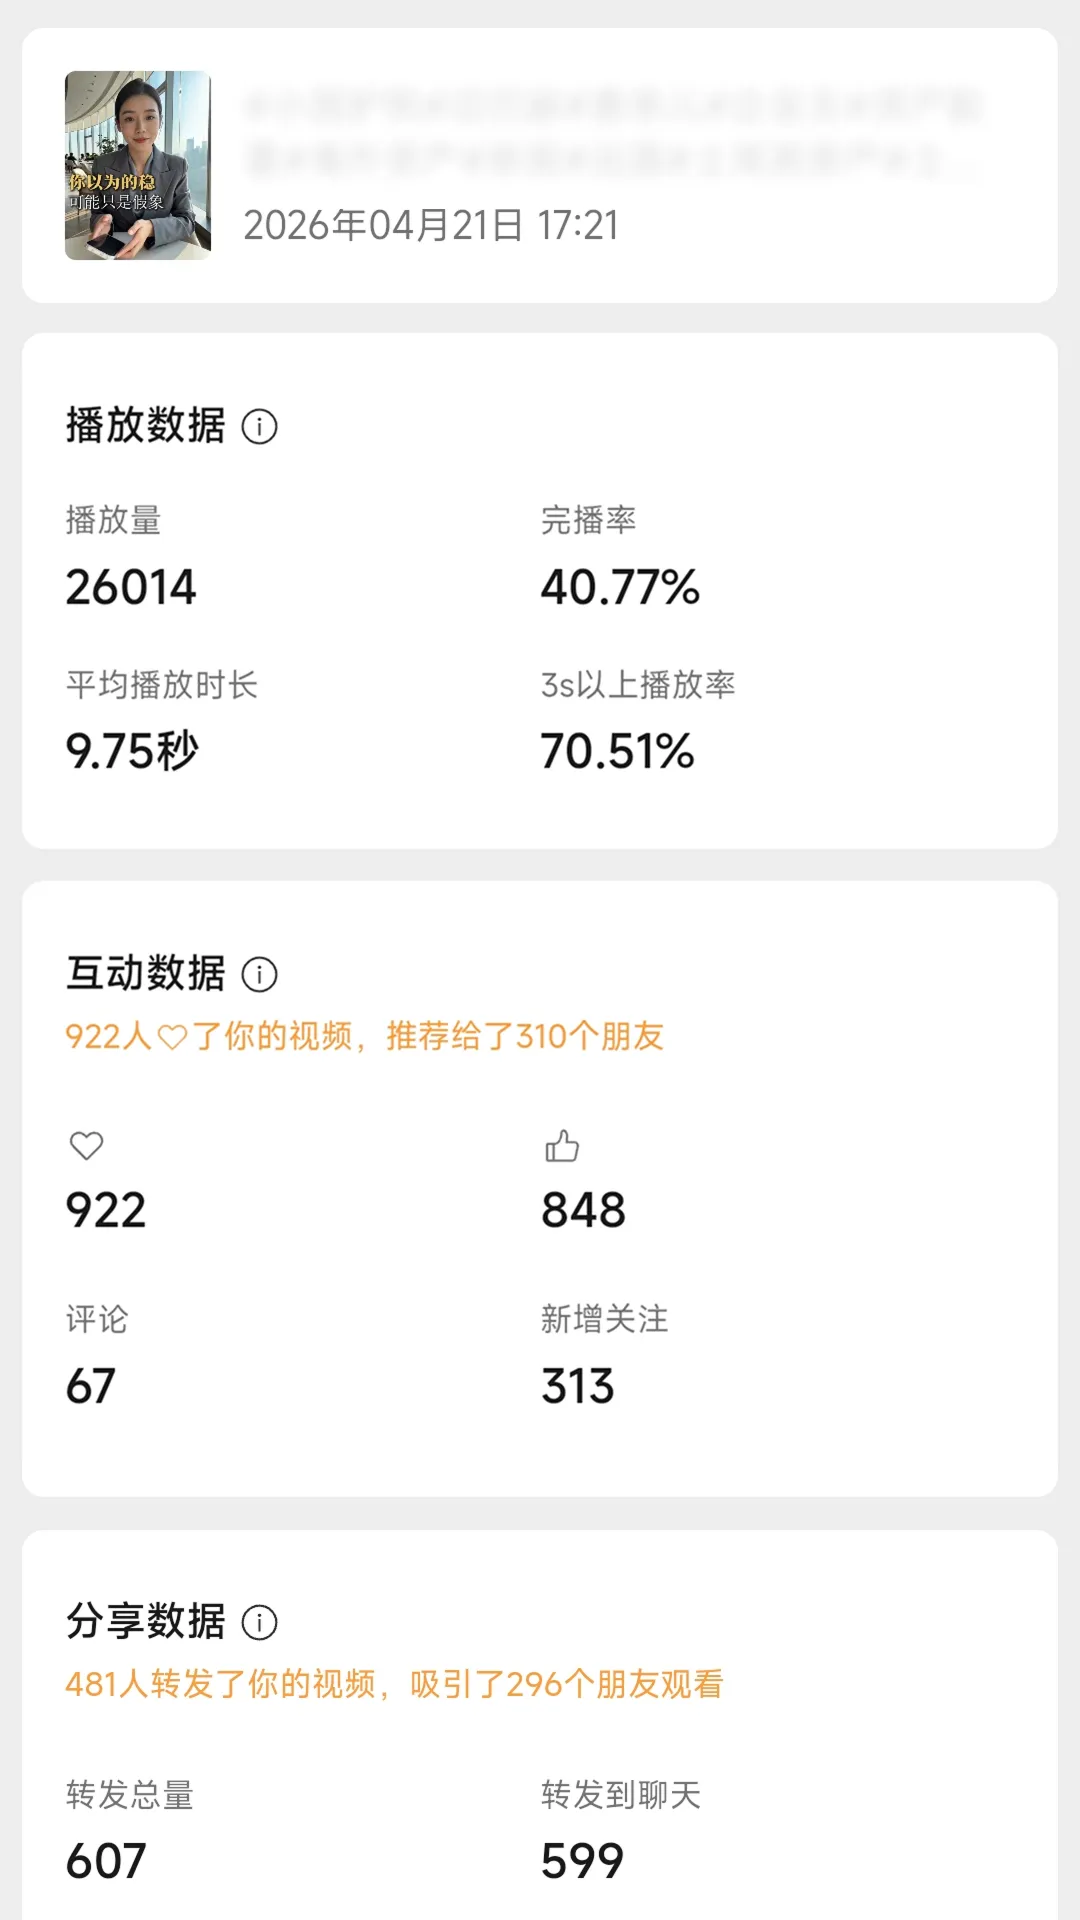 你以为的稳
可能只是假象
2026年04月21日 17:21
播放数据
播放量
完播率
26014
40.77%
平均播放时长
3s以上播放率
9.75秒
70.51%
互动数据
922人♡了你的视频，推荐给了310个朋友
922
848
评论
新增关注
67
313
分享数据
481人转发了你的视频，吸引了296个朋友观看
转发总量
转发到聊天
607
599